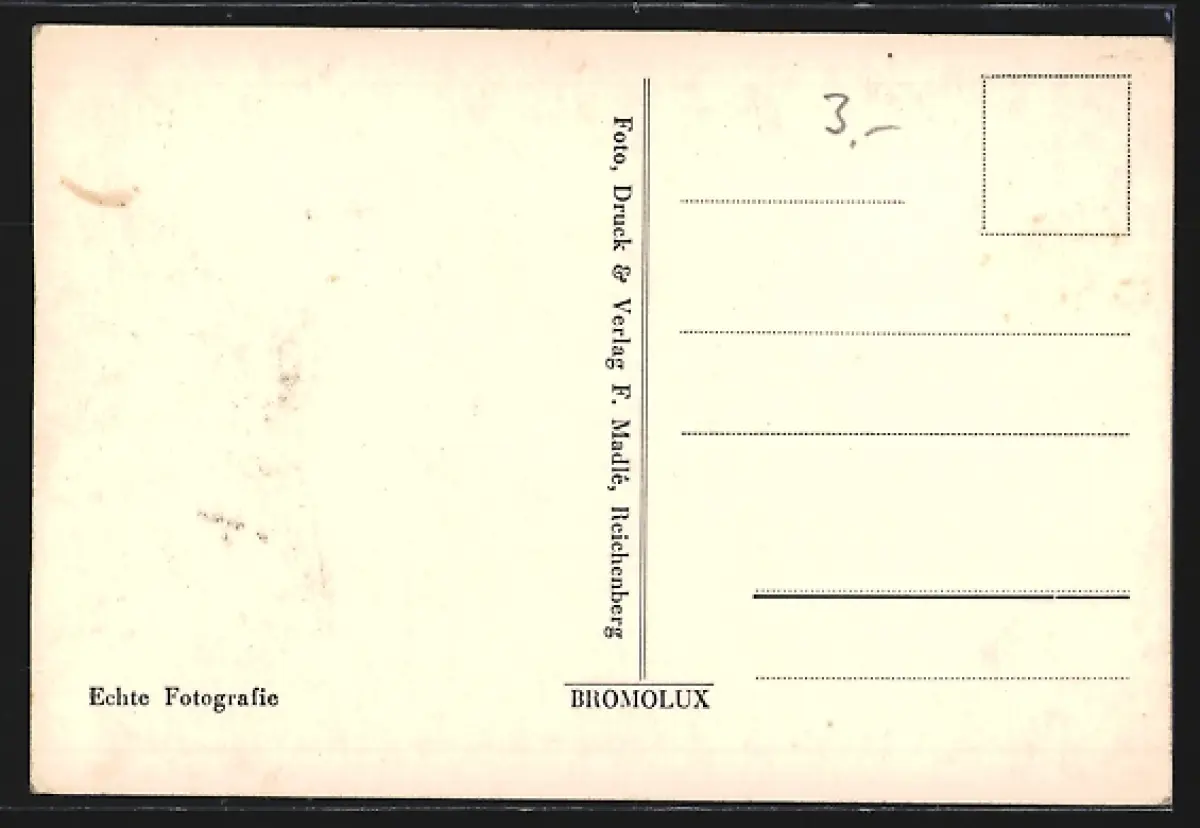 3.-
Foto, Druck & Verlag F. Madlé, Reichenberg
Echte Fotografie
BROMOLUX